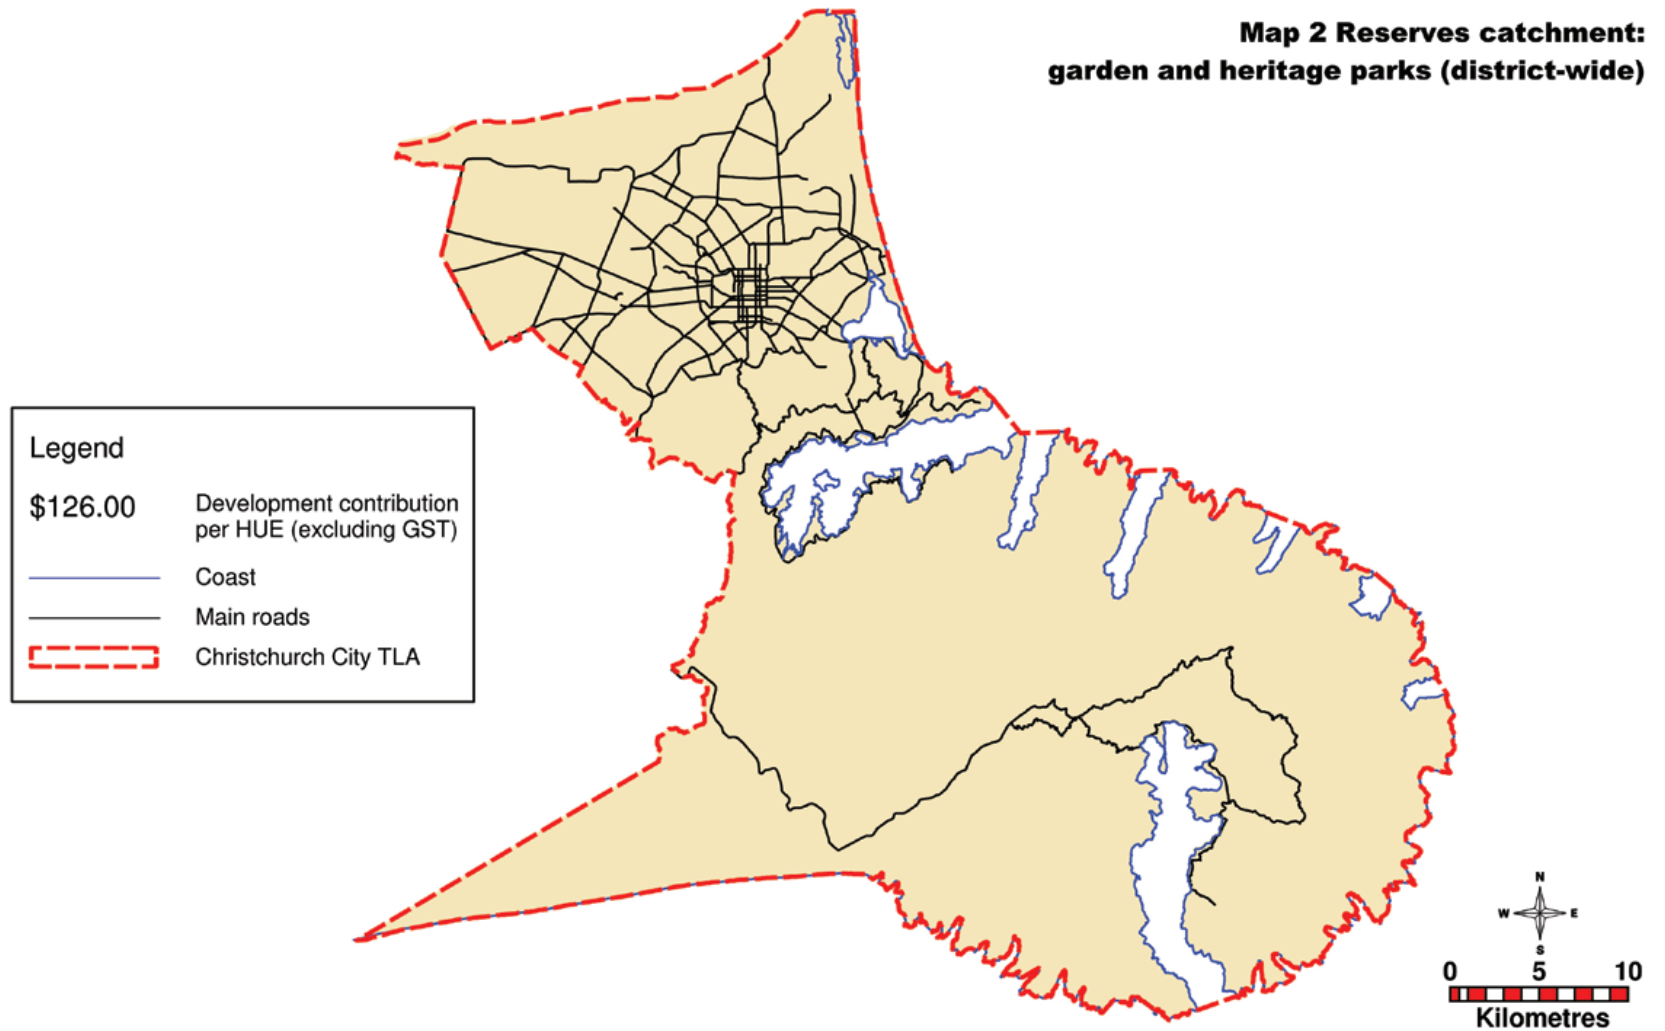 Map 2 Reserves catchment:
garden and heritage parks (district-wide)
Legend
$126.00
Development contribution
per HUE (excluding GST)
Coast
Main roads
Christchurch City TLA
N
W E
S
0 5 10
Kilometres